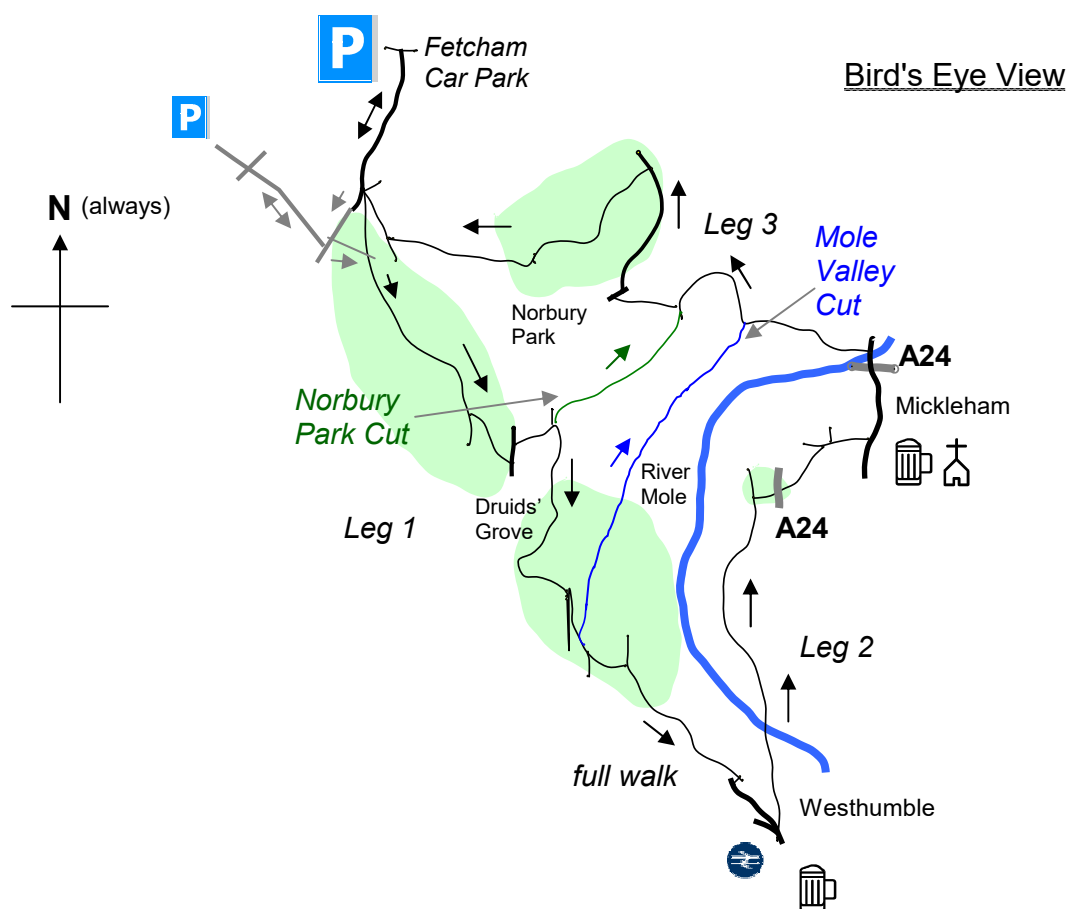 P
Fetcham
Car Park
Bird's Eye View
P
N (always)
Leg 3
Mole
Valley
Cut
Norbury
Park
A24
Norbury
Park Cut
Mickleham
River
Mole
Druids'
Grove
Leg 1
A24
Leg 2
full walk
Westhumble